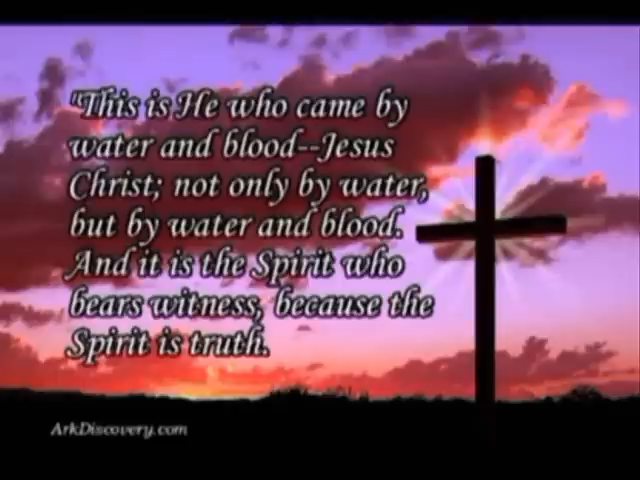 "This is He who came by
water and blood--Jesus
Christ; not only by water,
but by water and blood.
And it is the Spirit who
bears witness, because the
Spirit is truth.
ArkDiscovery.com